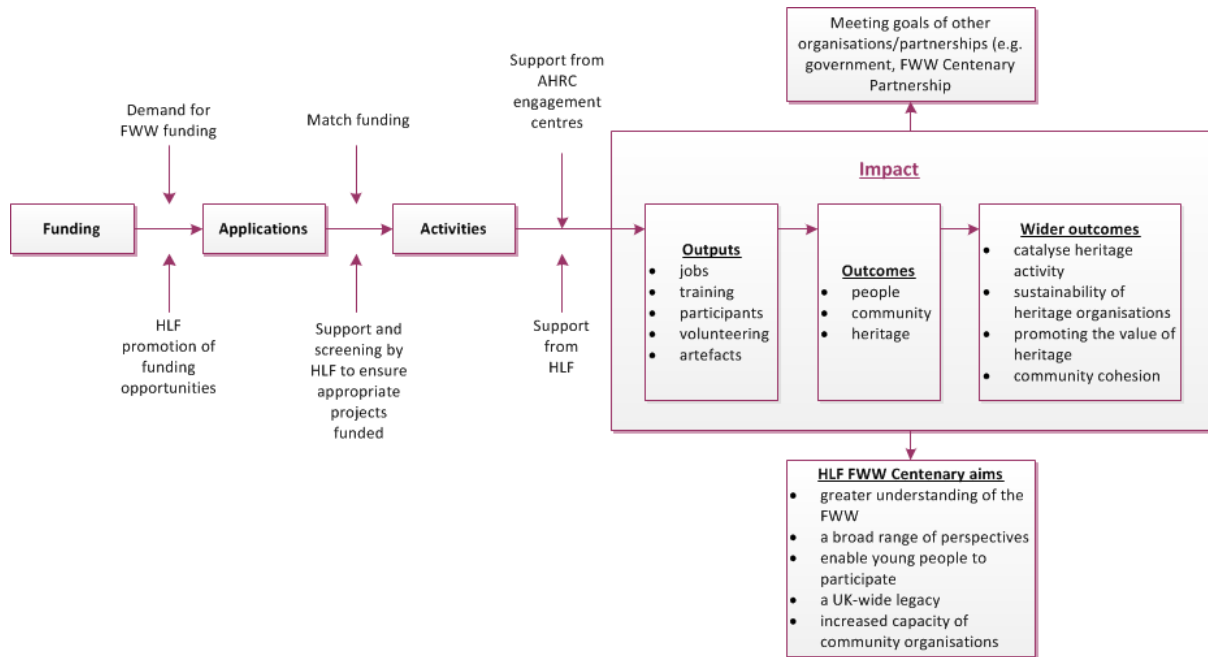 Meeting goals of other
organisations/partnerships (e.g.
government, FWW Centenary
Partnership
Support from
AHRC
engagement
centres
Demand for
FWW funding
Match funding
Impact
Funding
Applications
Activities
Outputs
• jobs
• training
• participants
• volunteering
• artefacts
Outcomes
• people
• community
• heritage
Wider outcomes
• catalyse heritage
activity
• sustainability of
heritage organisations
• promoting the value of
heritage
• community cohesion
HLF
promotion of
funding
opportunities
Support and
screening by
HLF to ensure
appropriate
projects
funded
Support
from
HLF
HLF FWW Centenary aims
• greater understanding of the
FWW
• a broad range of perspectives
• enable young people to
participate
• a UK-wide legacy
• increased capacity of
community organisations